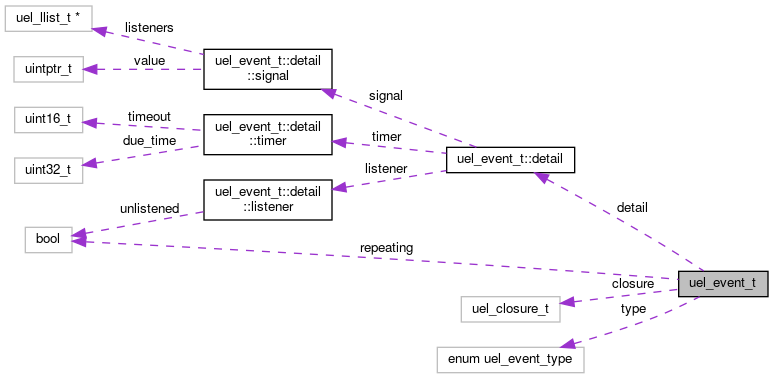 uel_llist_t *
listeners
uintptr_t
value
uel_event_t::detail
::signal
signal
uint16_t
timeout
uel_event_t::detail
::timer
timer
due_time
uint32_t
uel_event_t::detail
listener
uel_event_t::detail
::listener
unlistened
detail
bool
repeating
closure
uel_event_t
uel_closure_t
type
enum uel_event_type